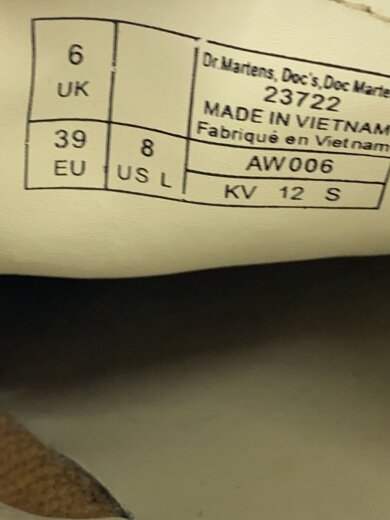 6
UK
39
EU
8
US L
Dr.Martens, Doc's, Doc Marte
23722
MADE IN VIETNAM
Fabriqué en Vietnam
AW006
KV 12 S